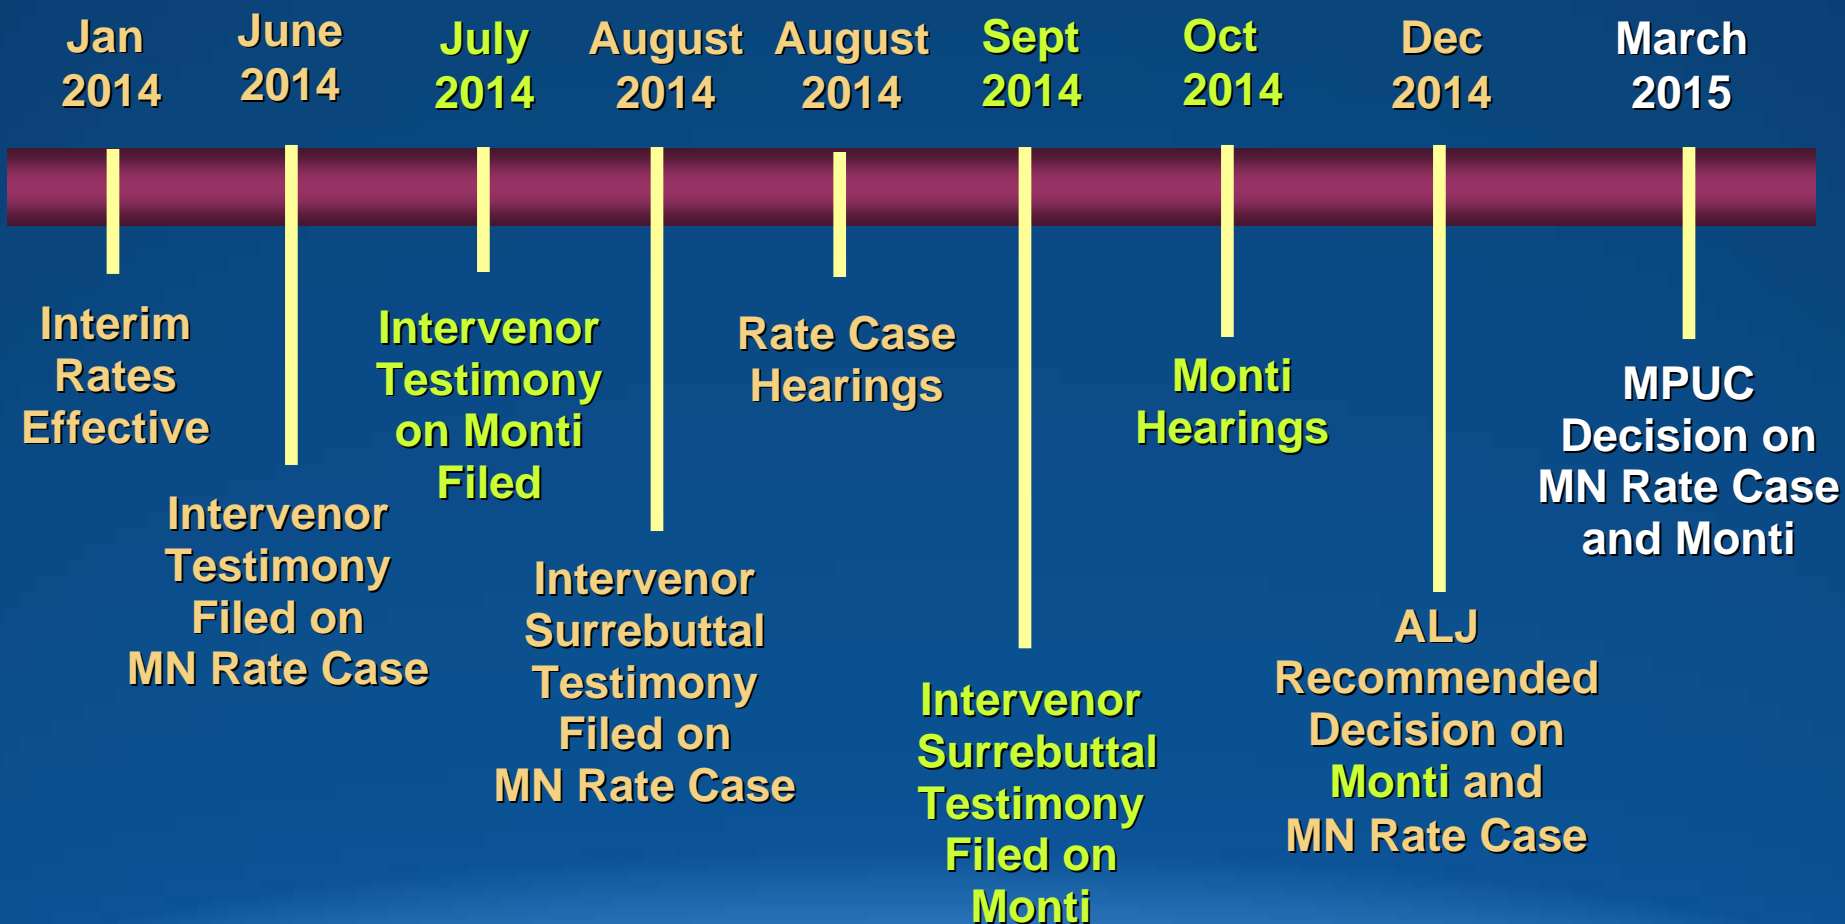 Jan
2014
June
2014
July
2014
August
2014
August
2014
Sept
2014
Oct
2014
Dec
2014
March
2015
Interim
Rates
Effective
Intervenor
Testimony
Filed on
MN Rate Case
Intervenor
Testimony
on Monti
Filed
Intervenor
Surrebuttal
Testimony
Filed on
MN Rate Case
Rate Case
Hearings
Intervenor
Surrebuttal
Testimony
Filed on
Monti
Monti
Hearings
ALJ
Recommended
Decision on
Monti and
MN Rate Case
MPUC
Decision on
MN Rate Case
and Monti